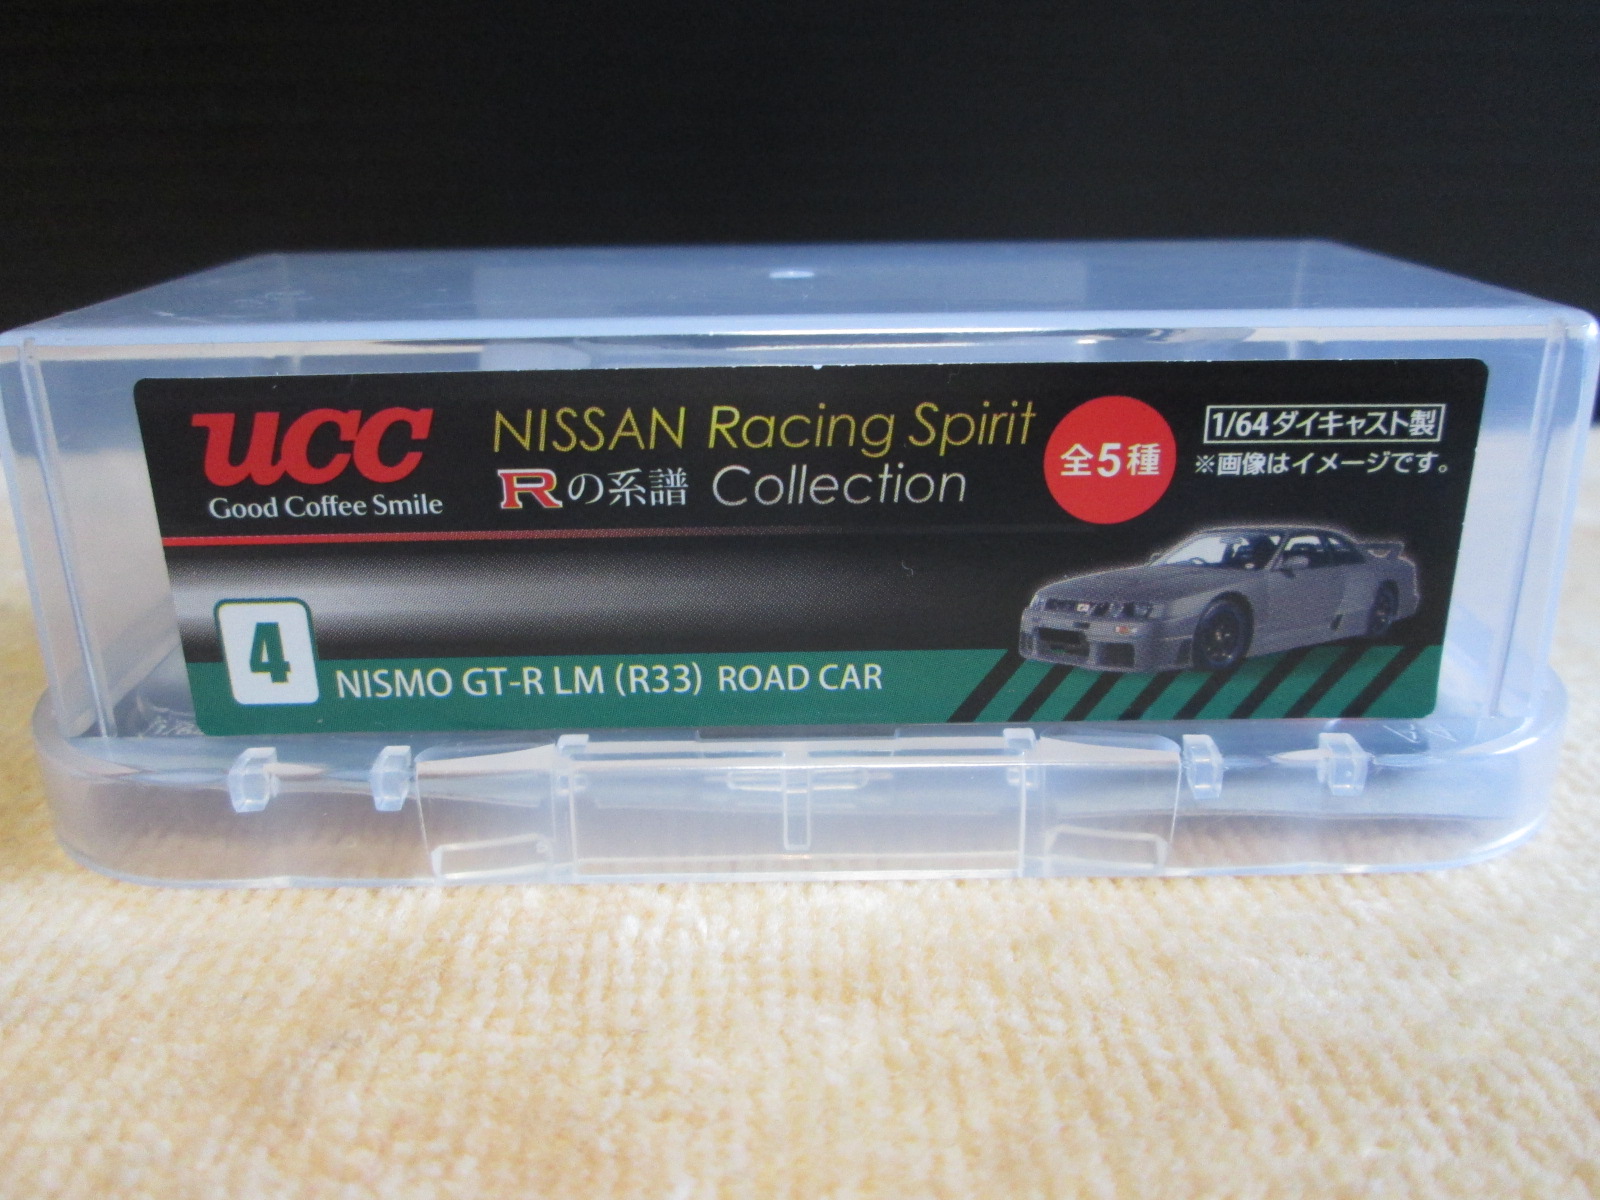 UCC
Good Coffee Smile
NISSAN Racing Spirit
Rの系譜 Collection
全5種
1/64ダイキャスト製
※画像はイメージです。
4
NISMO GT-R LM (R33) ROAD CAR